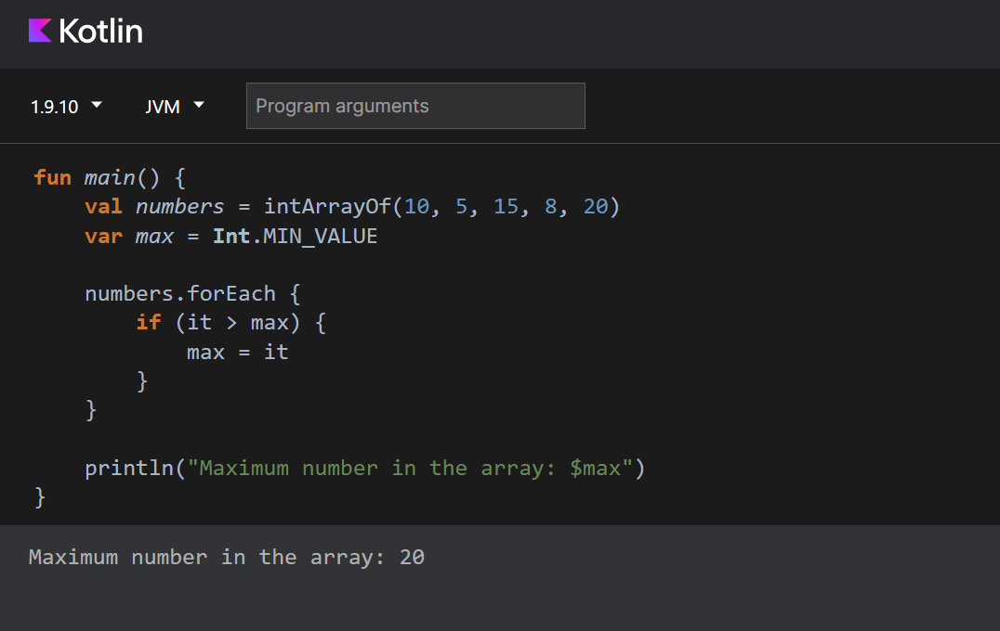 Kotlin
1.9.10 JVM Program arguments
fun main() {
    val numbers = intArrayOf(10, 5, 15, 8, 20)
    var max = Int.MIN_VALUE

    numbers.forEach {
        if (it > max) {
            max = it
        }
    }

    println("Maximum number in the array: $max")
}
Maximum number in the array: 20